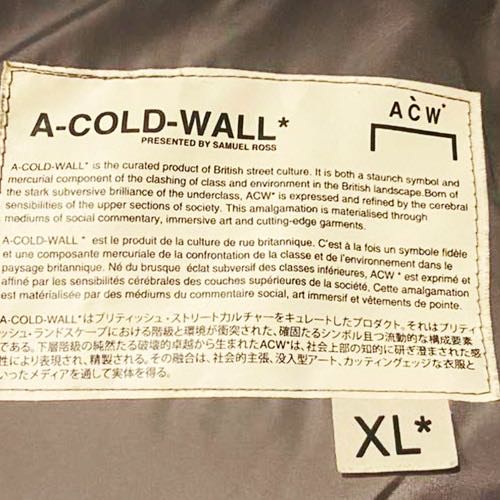 A-COLD-WALL*
PRESENTED BY SAMUEL ROSS
ACW*
A-COLD-WALL* is the curated product of British street culture. It is both a staunch symbol and
mercurial component of the clashing of class and environment in the British landscape.Born of
the stark subversive brilliance of the underclass, ACW* is expressed and refined by the cerebral
sensibilities of the upper sections of society. This amalgamation is materialised through
mediums of social commentary, immersive art and cutting-edge garments.
A-COLD-WALL * est le produit de la culture de rue britannique. C'est à la fois un symbole fidèle
et une composante mercuriale de la confrontation de la classe et de l'environnement dans le
paysage britannique. Né du brusque éclat subversif des classes inférieures, ACW * est exprimé et
affiné par les sensibilités cérébrales des couches supérieures de la société. Cette amalgamation
est matérialisée par des médiums du commentaire social, art immersif et vêtements de pointe.
A-COLD-WALL*はブリティッシュ・ストリートカルチャーをキュレートしたプロダクト。それはブリティ
ッシュ・ランドスケープにおける階級と環境が衝突された、確固たるシンボル且つ流動的な構成要素
である。下層階級の純然たる破壊的卓越から生まれたACW*は、社会上部の知的に研ぎ澄まされた感
性により表現され、精製される。その融合は、社会的主張、没入型アート、カッティングエッジな衣服と
いったメディアを通して実体を得る。
XL*